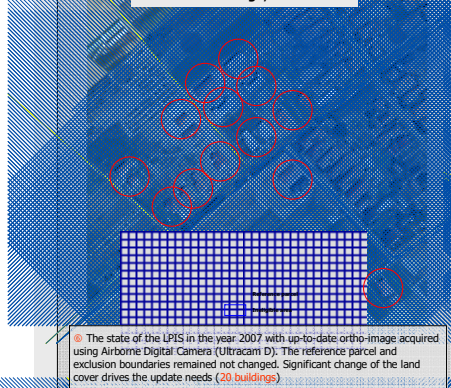 ⑥ The state of the LPIS in the year 2007 with up-to-date ortho-image acquired
using Airborne Digital Camera (Ultracam D). The reference parcel and
exclusion boundaries remained not changed. Significant change of the land
cover drives the update needs (20 buildings)